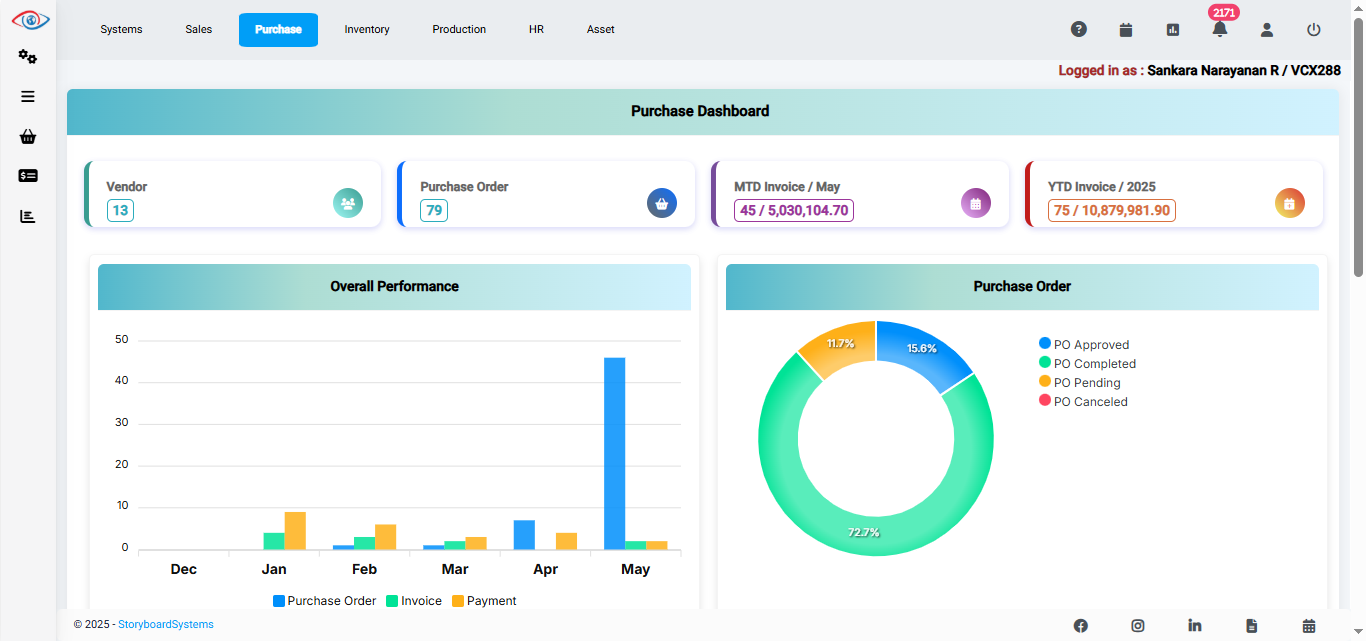 2171
Systems Sales Purchase Inventory Production HR Asset
Logged in as : Sankara Narayanan R / VCX288
Purchase Dashboard
Vendor
13
Purchase Order
79
MTD Invoice / May
45 / 5,030,104.70
YTD Invoice / 2025
75 / 10,879,981.90
Overall Performance
50
40
30
20
10
0
Dec Jan Feb Mar Apr May
Purchase Order Invoice Payment
Purchase Order
11.7%
15.6%
72.7%
PO Approved
PO Completed
PO Pending
PO Canceled
© 2025 - StoryboardSystems